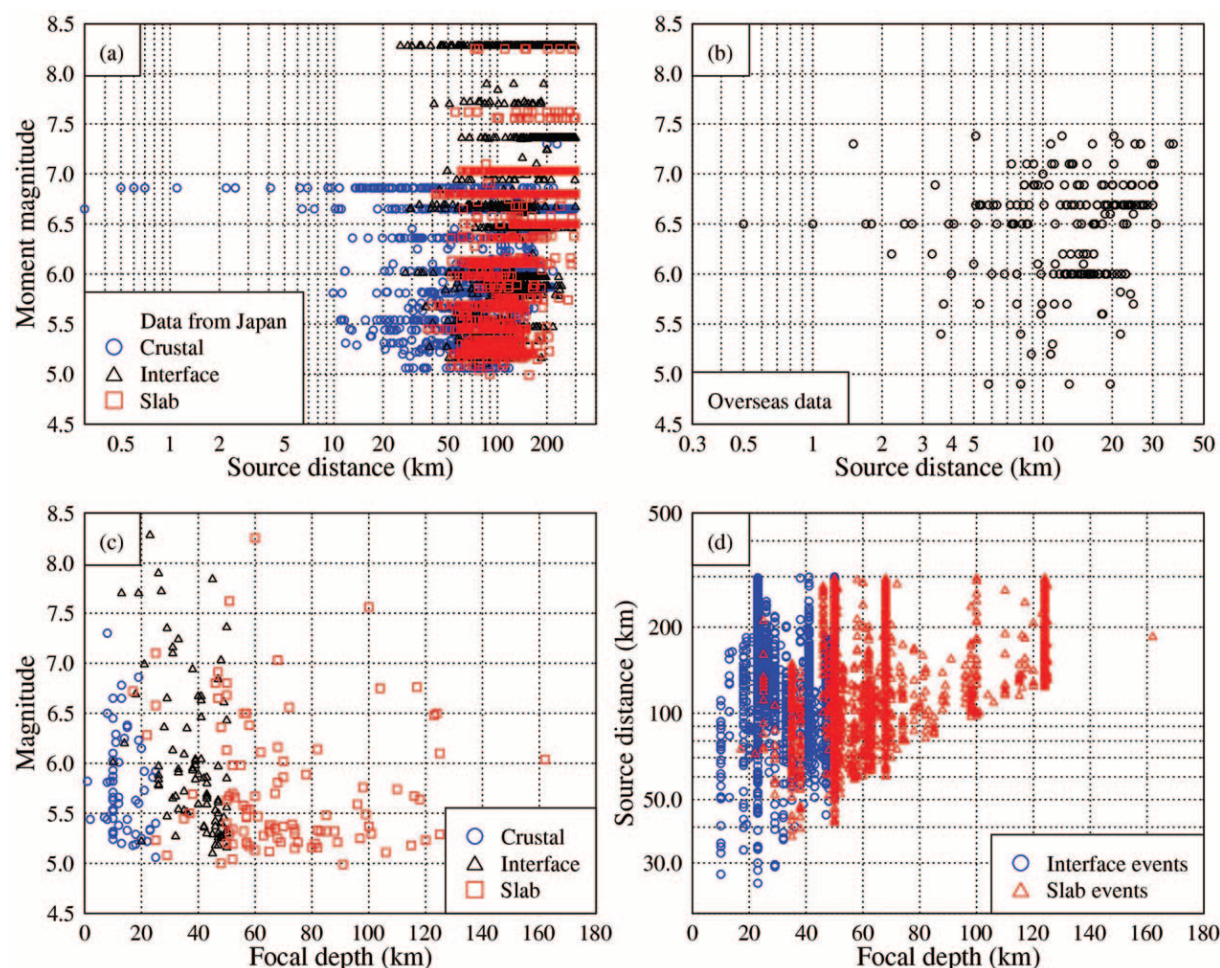 (a)
Moment magnitude
8.5
8.0
7.5
7.0
6.5
6.0
5.5
5.0
4.5
Data from Japan
Crustal
Interface
Slab
0.5 1 2 5 10 20 50 100 200
Source distance (km)
(b)
8.5
8.0
7.5
7.0
6.5
6.0
5.5
5.0
4.5
Overseas data
0.3 0.5 1 2 3 4 5 10 20 30 50
Source distance (km)
(c)
Magnitude
8.5
8.0
7.5
7.0
6.5
6.0
5.5
5.0
4.5
Crustal
Interface
Slab
0 20 40 60 80 100 120 140 160 180
Focal depth (km)
(d)
Source distance (km)
500
200
100
50.0
30.0
Interface events
Slab events
0 20 40 60 80 100 120 140 160 180
Focal depth (km)